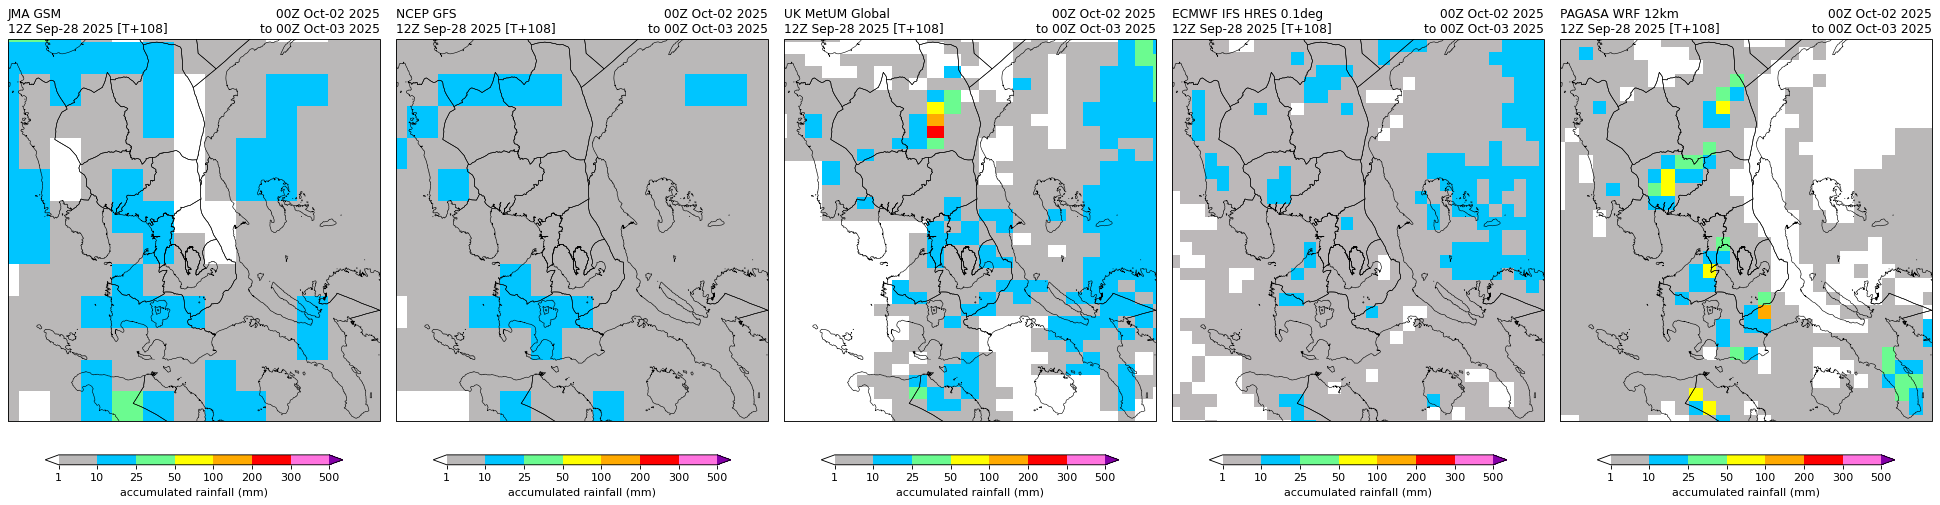 JMA GSM 00Z Oct-02 2025
12Z Sep-28 2025 [T+108] to 00Z Oct-03 2025
NCEP GFS 00Z Oct-02 2025
12Z Sep-28 2025 [T+108] to 00Z Oct-03 2025
UK MetUM Global 00Z Oct-02 2025
12Z Sep-28 2025 [T+108] to 00Z Oct-03 2025
ECMWF IFS HRES 0.1deg 00Z Oct-02 2025
12Z Sep-28 2025 [T+108] to 00Z Oct-03 2025
PAGASA WRF 12km 00Z Oct-02 2025
12Z Sep-28 2025 [T+108] to 00Z Oct-03 2025
1 10 25 50 100 200 300 500
accumulated rainfall (mm)
1 10 25 50 100 200 300 500
accumulated rainfall (mm)
1 10 25 50 100 200 300 500
accumulated rainfall (mm)
1 10 25 50 100 200 300 500
accumulated rainfall (mm)
1 10 25 50 100 200 300 500
accumulated rainfall (mm)